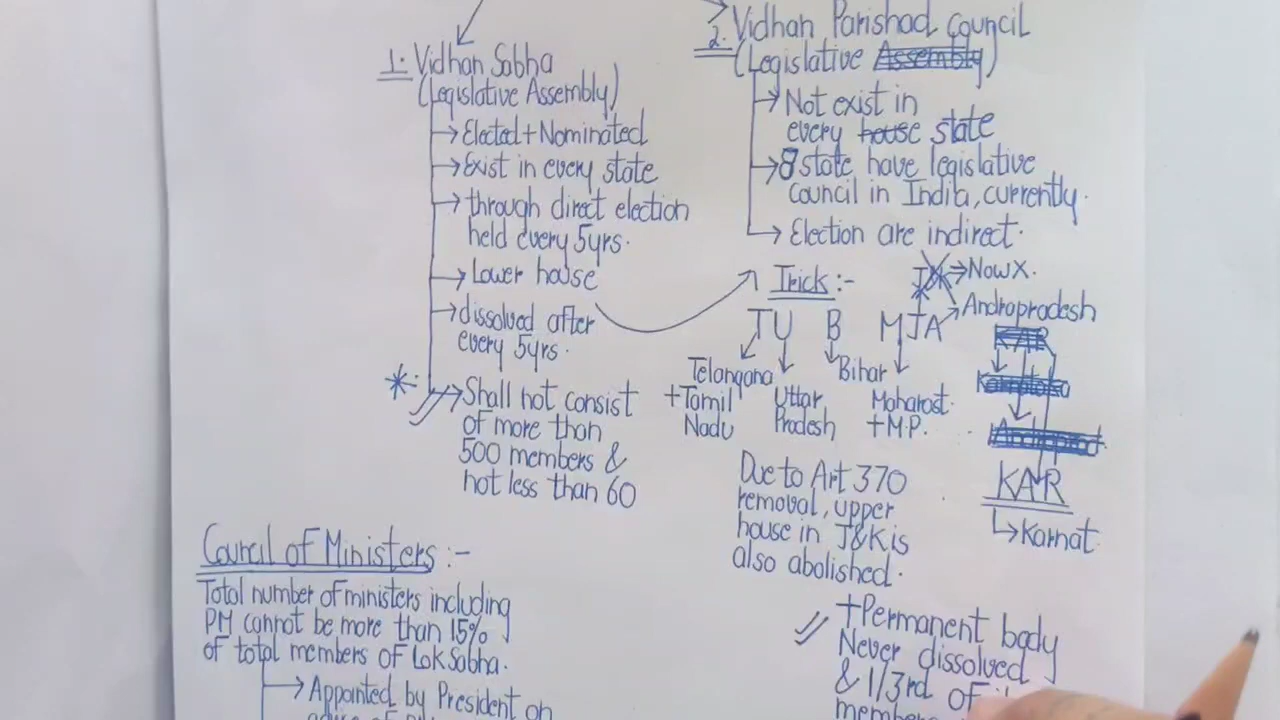 1. Vidhan Sabha
(Legislative Assembly)
→ Elected + Nominated
→ Exist in every state
→ through direct election
held every 5yrs.
→ Lower house
→ dissolved after
every 5yrs.
*: → Shall not consist
of more than
500 members &
not less than 60
2. Vidhan Parishad Council
(Legislative Assembly)
→ Not exist in
every house state
→ 8 state have legislative
council in India, currently.
→ Election are indirect.
Trick :-
→ Now X.
TU B MJA → Andropradesh
Telangana
+ Tamil
Nadu
Uttar
Pradesh
Bihar
Maharast.
+ M.P.
KAR
→ Karnat.
Due to Art 370
removal, upper
house in J&K is
also abolished.
+ Permanent body
Never dissolved
& 1/3rd of
members
Council of Ministers :-
Total number of ministers including
PM cannot be more than 15%
of total members of Lok Sabha.
→ Appointed by President on